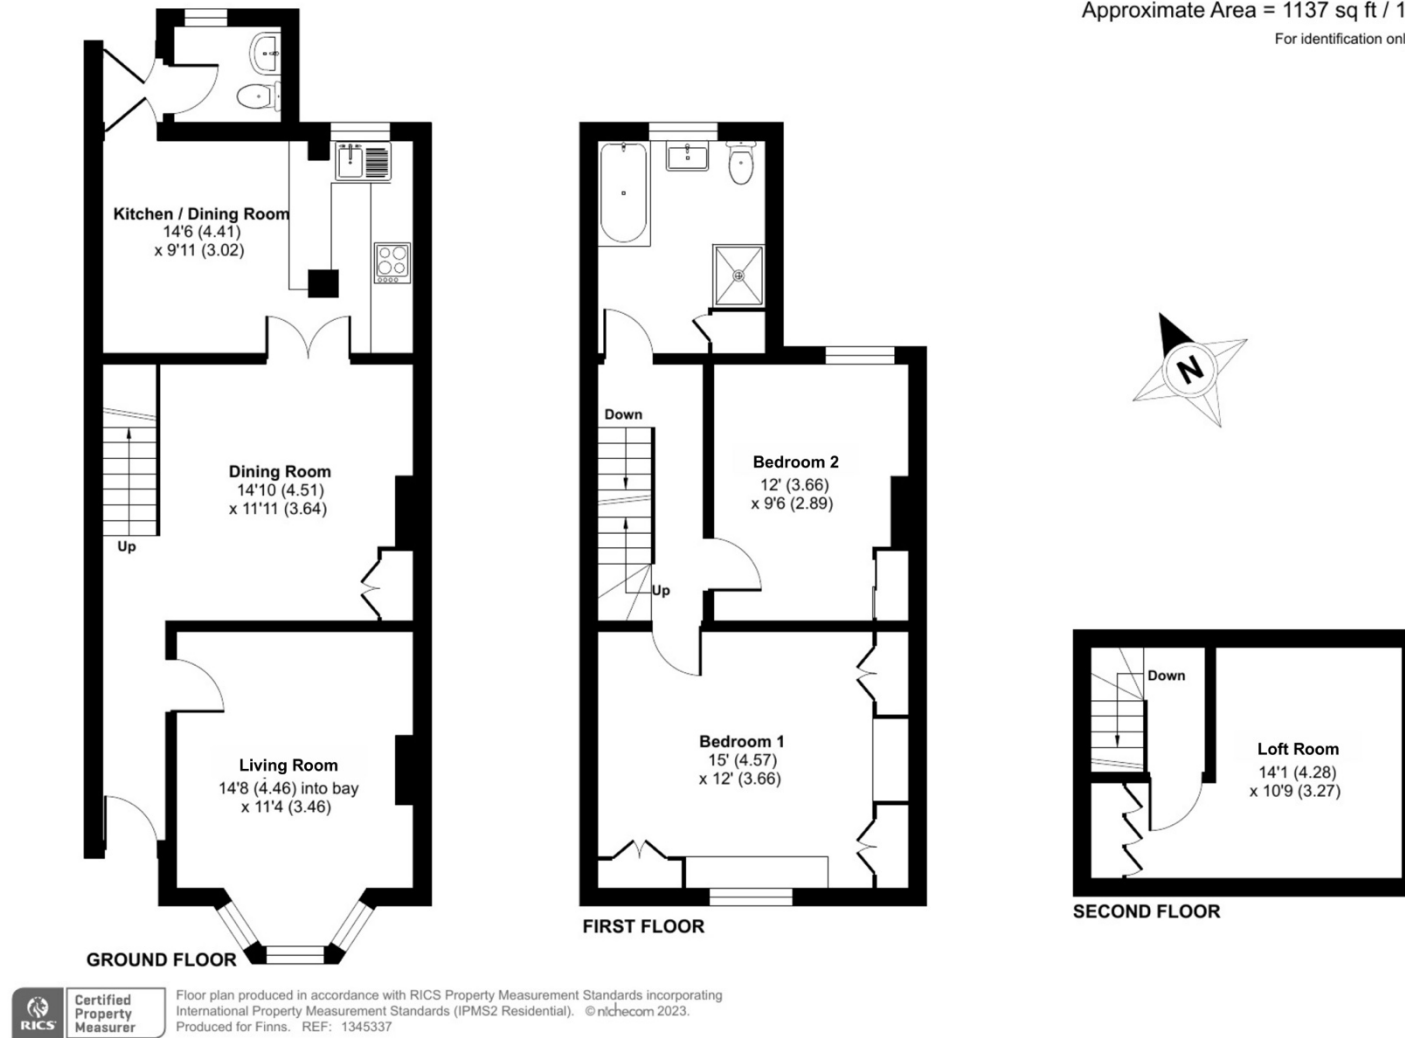 Approximate Area = 1137 sq ft / 1
For identification onl
Kitchen / Dining Room
14'6 (4.41)
x 9'11 (3.02)
Dining Room
14'10 (4.51)
x 11'11 (3.64)
Up
Living Room
14'8 (4.46) into bay
x 11'4 (3.46)
GROUND FLOOR
Down
Up
Bedroom 2
12' (3.66)
x 9'6 (2.89)
Bedroom 1
15' (4.57)
x 12' (3.66)
FIRST FLOOR
N
Down
Loft Room
14'1 (4.28)
x 10'9 (3.27)
SECOND FLOOR
RICS
Certified
Property
Measurer
Floor plan produced in accordance with RICS Property Measurement Standards incorporating
International Property Measurement Standards (IPMS2 Residential). © nichecom 2023.
Produced for Finns. REF: 1345337